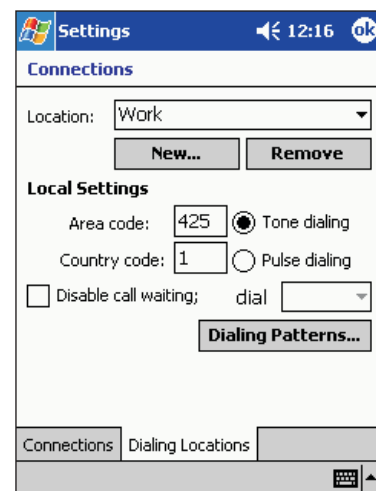 Settings 12:16 ok
Connections
Location: Work
New... Remove
Local Settings
Area code: 425 Tone dialing
Country code: 1 Pulse dialing
Disable call waiting; dial
Dialing Patterns...
Connections Dialing Locations